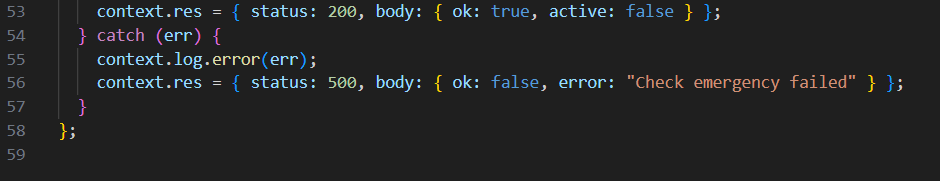 53 context.res = { status: 200, body: { ok: true, active: false } };
54 } catch (err) {
55 context.log.error(err);
56 context.res = { status: 500, body: { ok: false, error: "Check emergency failed" } };
57 }
58 };
59